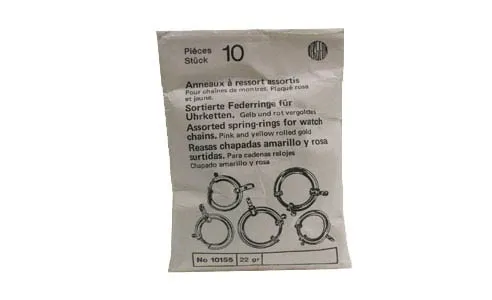 Pièces
Stück
10
Anneaux à ressort assortis
Pour chaînes de montres. Plaqué rosa
et jaune.
Sortierte Federringe für
Uhrketten. Gelb und rot vergoldet
Assorted spring-rings for watch
chains. Pink and yellow rolled gold
Reasas chapadas amarillo y rosa
surtidas. Para cadenas relojes
Chapado amarillo y rosa
No 10155
22 gr